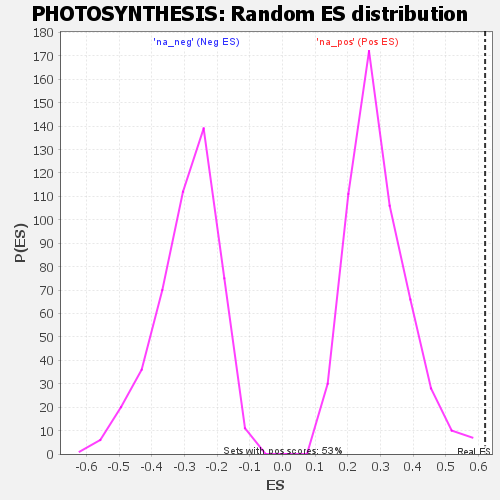 PHOTOSYNTHESIS: Random ES distribution
'na_neg' (Neg ES)
'na_pos' (Pos ES)
180
170
160
150
140
130
120
110
100
90
80
70
60
50
40
30
20
10
0
P(ES)
Sets with pos scores: 53%
Real ES
-0.6 -0.5 -0.4 -0.3 -0.2 -0.1 0.0 0.1 0.2 0.3 0.4 0.5 0.6
ES